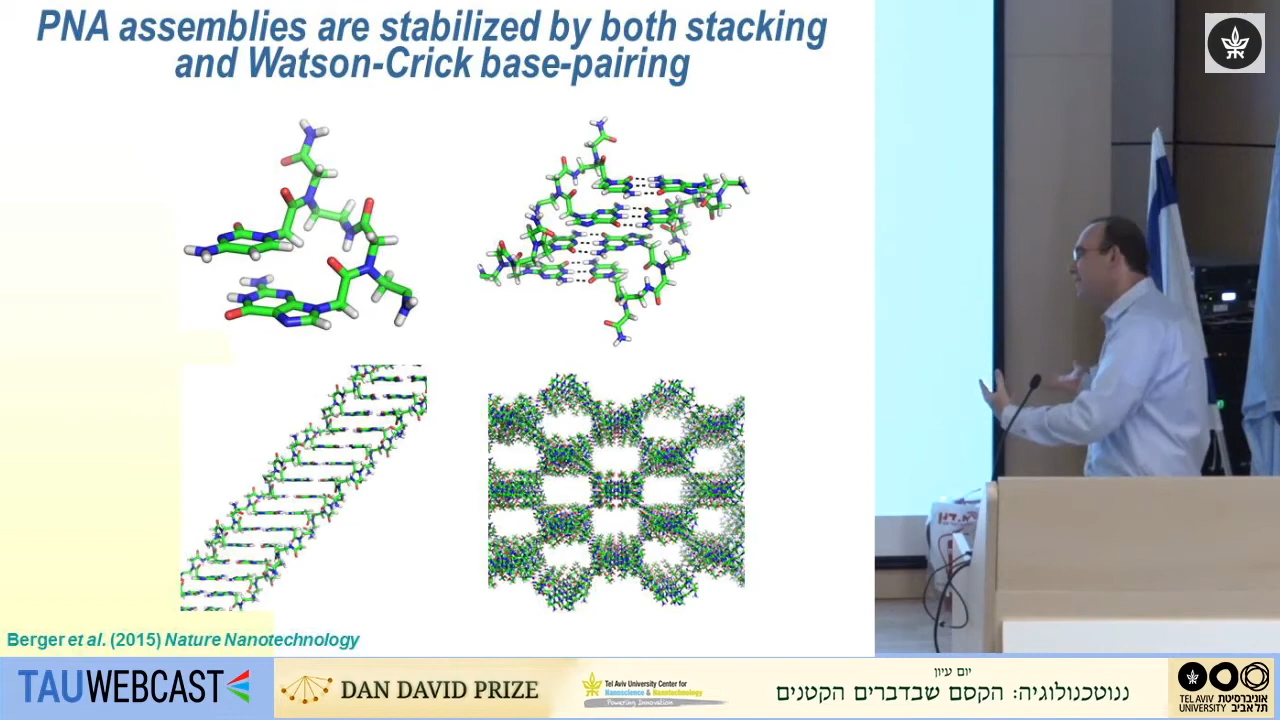 PNA assemblies are stabilized by both stacking
and Watson-Crick base-pairing
Berger et al. (2015) Nature Nanotechnology
TAUWEBCAST
DAN DAVID PRIZE
Tel Aviv University Center for
Nanoscience & Nanotechnology
Powering Innovation
יום עיון
ננוטכנולוגיה: הקסם שבדברים הקטנים
TEL AVIV אוניברסיטת
UNIVERSITY תל אביב